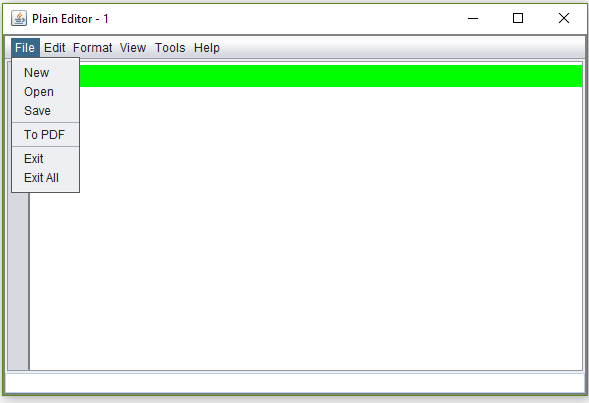 Plain Editor - 1
File Edit Format View Tools Help
New
Open
Save
To PDF
Exit
Exit All